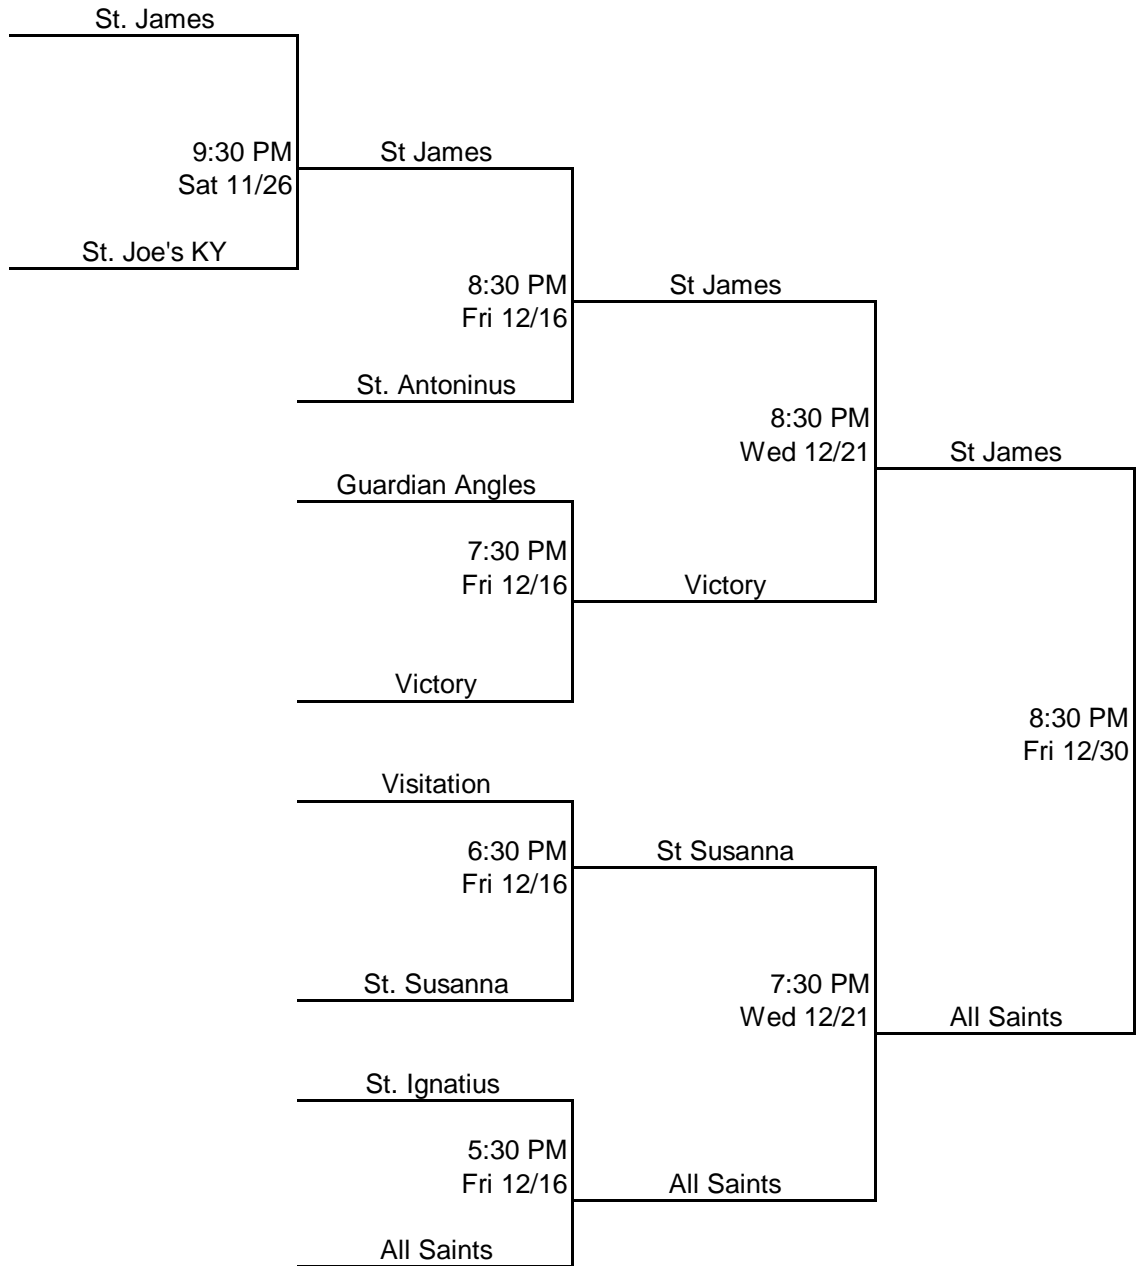 St. James
9:30 PM
St James
Sat 11/26
St. Joe's KY
8:30 PM
St James
Fri 12/16
St. Antoninus
8:30 PM
Wed 12/21
St James
Guardian Angles
7:30 PM
Fri 12/16
Victory
Victory
8:30 PM
Fri 12/30
Visitation
6:30 PM
St Susanna
Fri 12/16
St. Susanna
7:30 PM
Wed 12/21
All Saints
St. Ignatius
5:30 PM
Fri 12/16
All Saints
All Saints